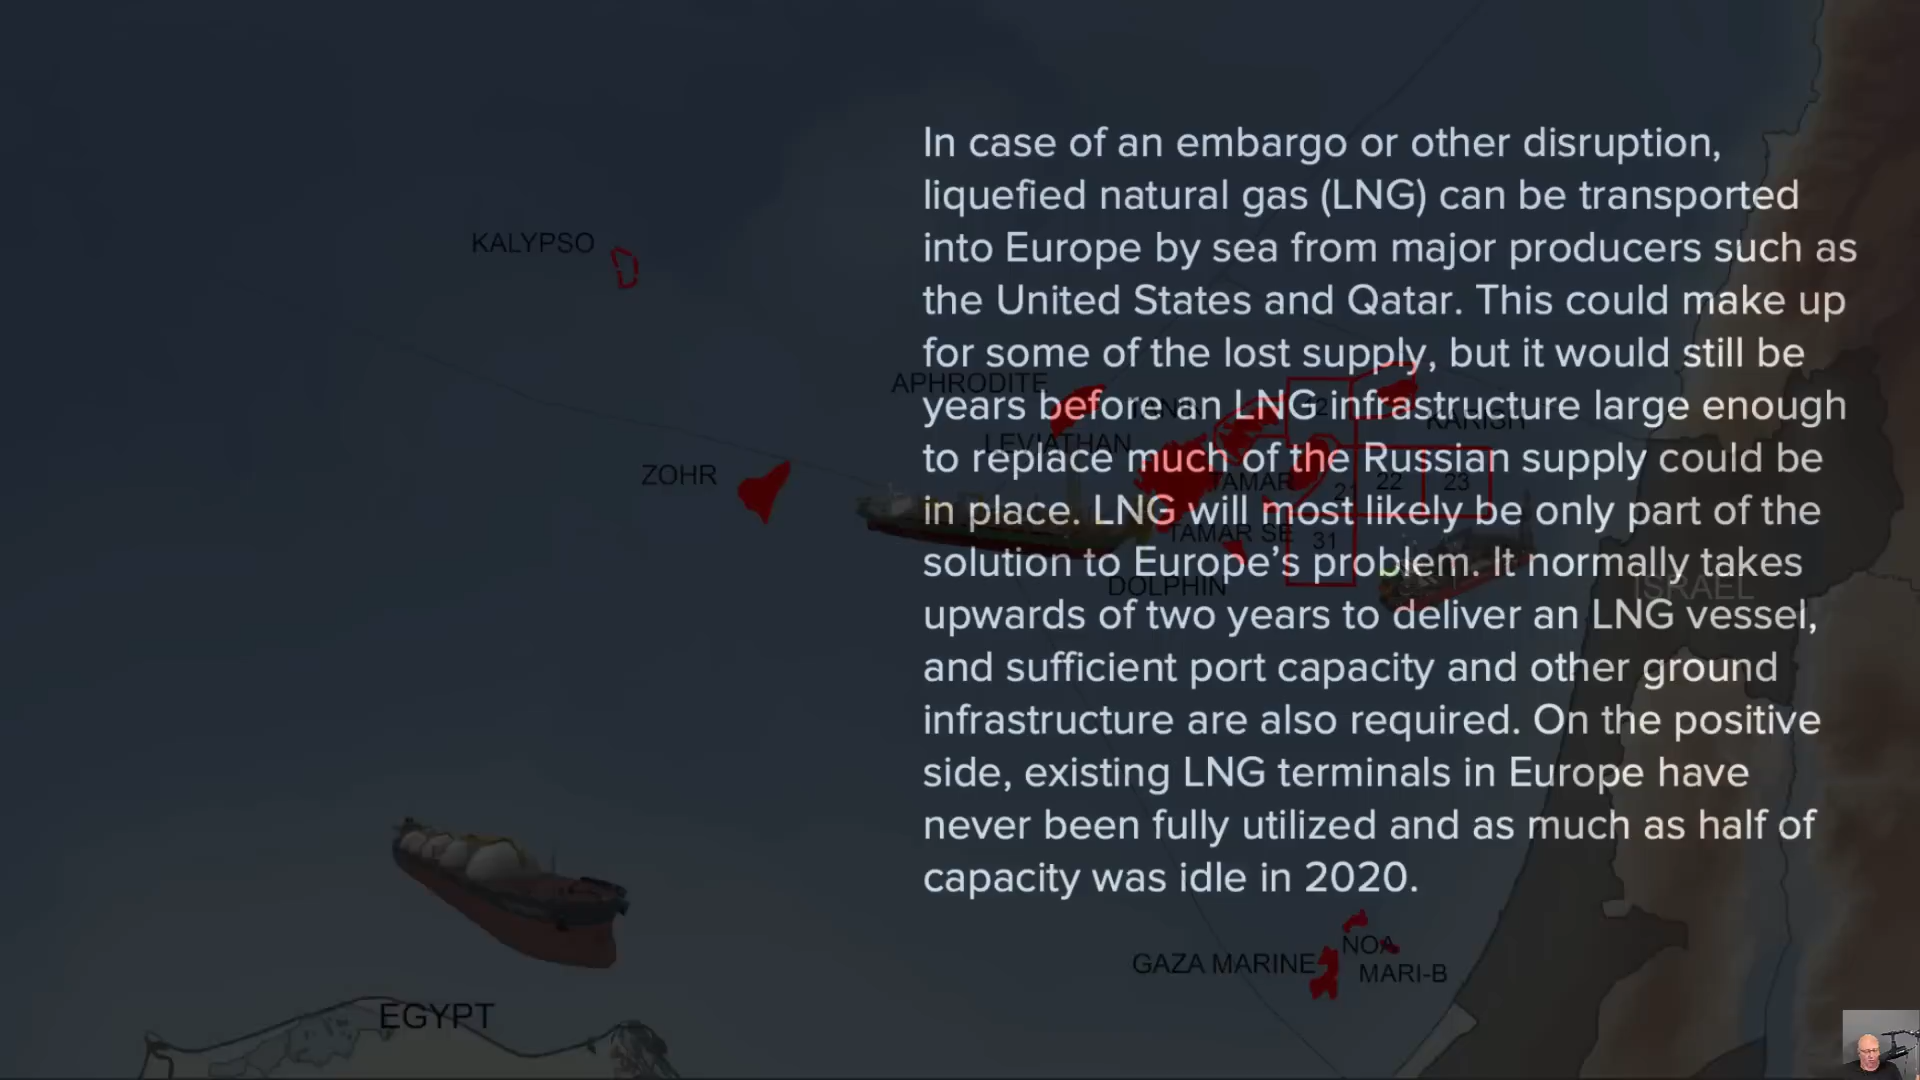 In case of an embargo or other disruption,
liquefied natural gas (LNG) can be transported
into Europe by sea from major producers such as
the United States and Qatar. This could make up
for some of the lost supply, but it would still be
years before an LNG infrastructure large enough
to replace much of the Russian supply could be
in place. LNG will most likely be only part of the
solution to Europe’s problem. It normally takes
upwards of two years to deliver an LNG vessel,
and sufficient port capacity and other ground
infrastructure are also required. On the positive
side, existing LNG terminals in Europe have
never been fully utilized and as much as half of
capacity was idle in 2020.
KALYPSO
APHRODITE
LEVIATHAN
KARISH
ZOHR
TAMAR
22
23
TAMAR SE
31
DOLPHIN
ISRAEL
NOA
GAZA MARINE
MARI-B
EGYPT